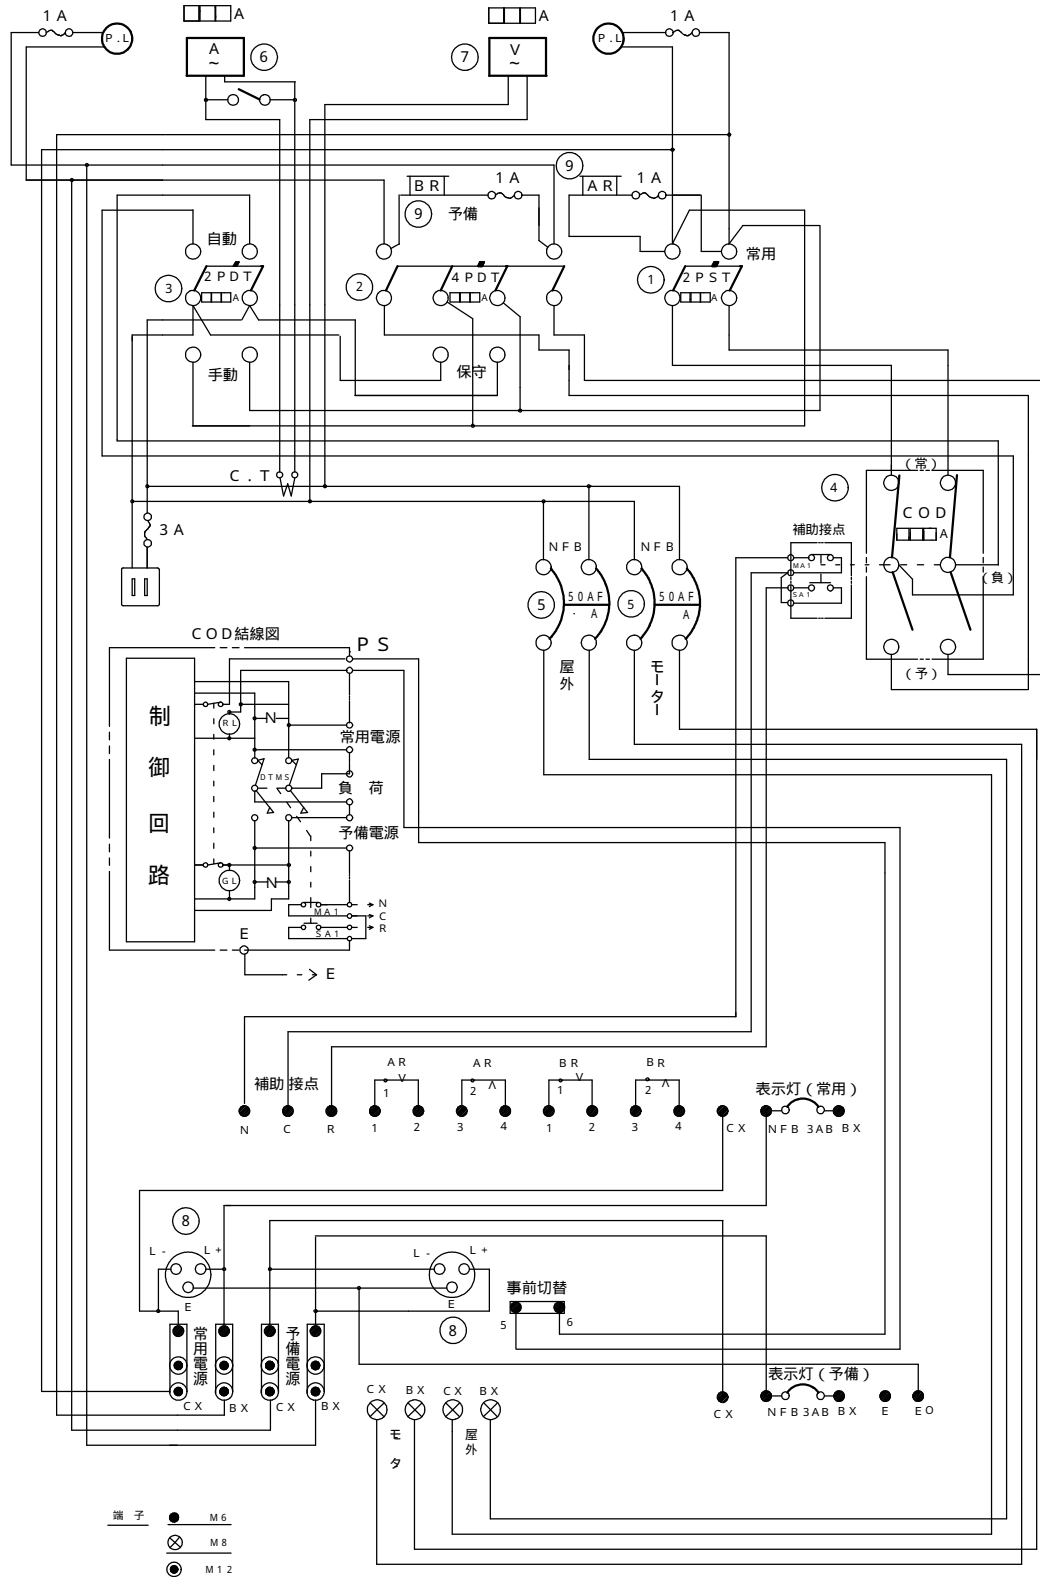 1A
P.L
A
A
~
6
A
7
V
~
P.L
1A
BR
1A
9
予備
9
AR
1A
自動
2PDT
3
A
手動
2
4PDT
A
保守
1
2PST
A
常用
C.T
3A
NFB
NFB
5
50AF
A
5
50AF
A
屋外
モーター
補助接点
MA1
SA1
4
(常)
COD
A
(負)
(予)
COD結線図
PS
制御回路
RL
N
常用電源
DTMS
負荷
予備電源
GL
N
MA1
SA1
N
C
R
E
E
補助接点
AR
1
AR
2
BR
1
BR
2
表示灯(常用)
N
C
R
1
2
3
4
1
2
3
4
CX
NFB 3AB
BX
8
L-
L+
E
L-
L+
E
8
事前切替
5
6
常用電源
予備電源
CX
BX
CX
BX
表示灯(予備)
CX
BX
CX
BX
モタ
屋外
CX
NFB3AB
BX
E
EO
端子
M6
M8
M12